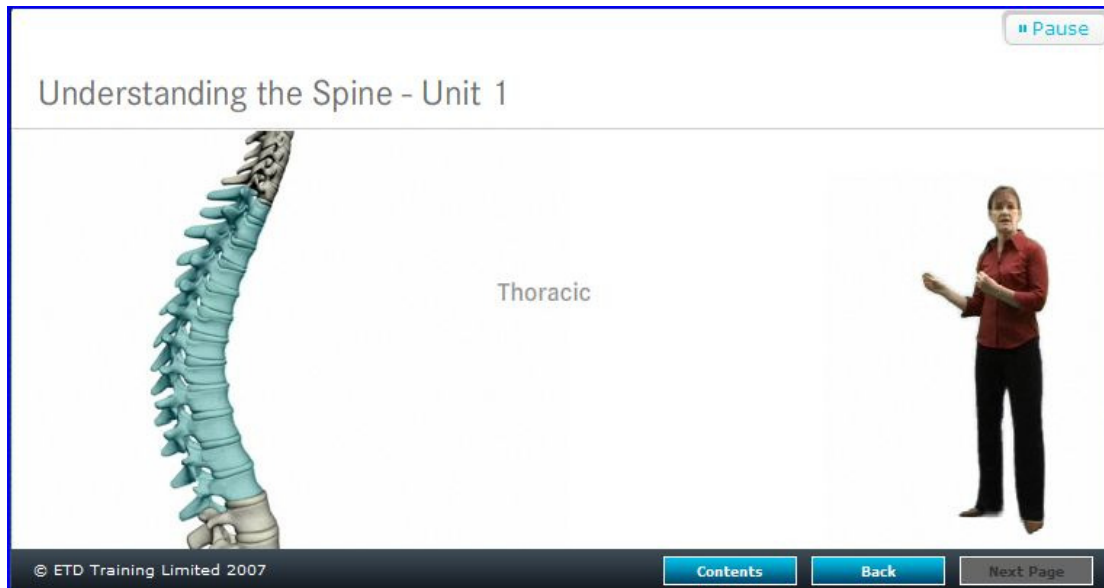 Pause
Understanding the Spine - Unit 1
Thoracic
© ETD Training Limited 2007
Contents
Back
Next Page